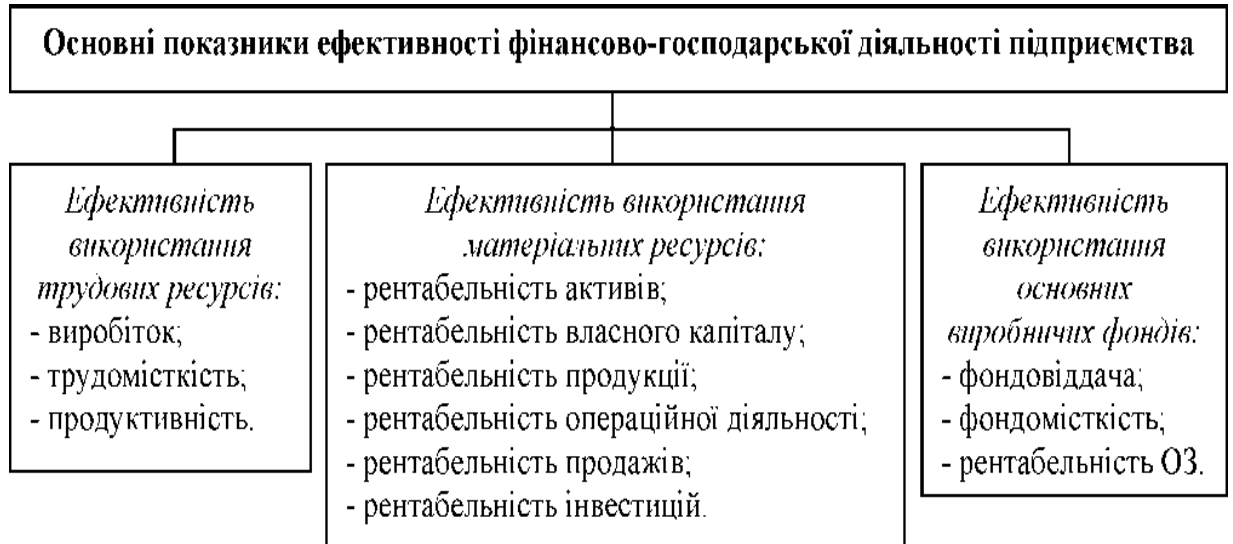 Основні показники ефективності фінансово-господарської діяльності підприємства
Ефективність
використання
трудових ресурсів:
- виробіток;
- трудомісткість;
- продуктивність.
Ефективність використання
матеріальних ресурсів:
- рентабельність активів;
- рентабельність власного капіталу;
- рентабельність продукції;
- рентабельність операційної діяльності;
- рентабельність продажів;
- рентабельність інвестицій.
Ефективність
використання
основних
виробничих фондів:
- фондовіддача;
- фондомісткість;
- рентабельність ОЗ.